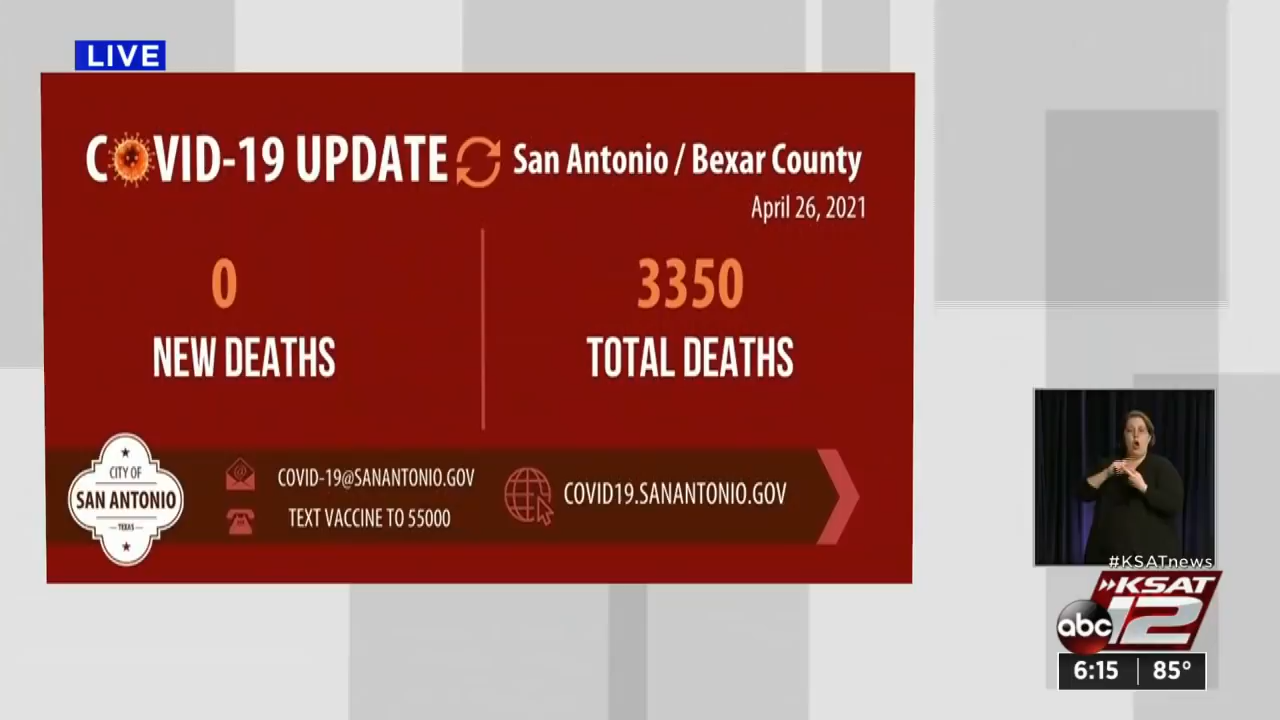 LIVE
COVID-19 UPDATE
San Antonio / Bexar County
April 26, 2021
0
NEW DEATHS
3350
TOTAL DEATHS
CITY OF
SAN ANTONIO
TEXAS
COVID-19@SANANTONIO.GOV
TEXT VACCINE TO 55000
COVID19.SANANTONIO.GOV
#KSATnews
KSAT
abc 12
6:15 85°